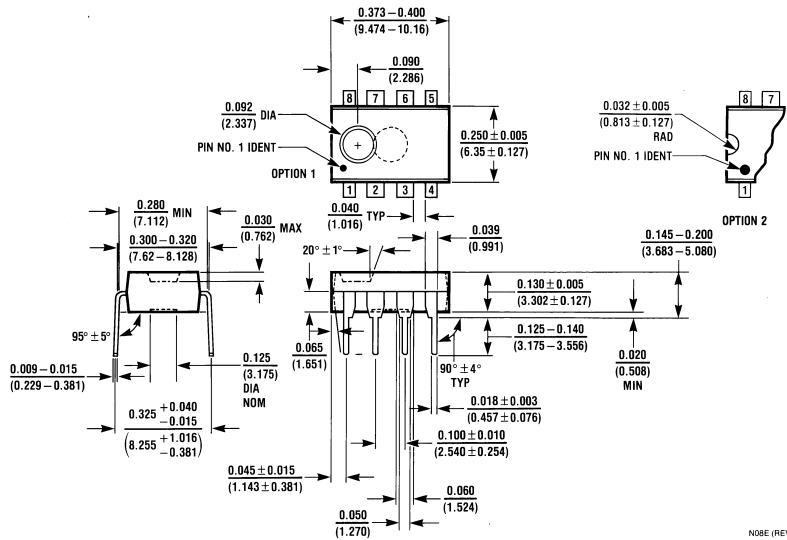 0.373 – 0.400
(9.474 – 10.16)
0.090
(2.286)
8 7 6 5
0.092 DIA
(2.337)
PIN NO. 1 IDENT
OPTION 1
1 2 3 4
0.250 ± 0.005
(6.35 ± 0.127)
0.032 ± 0.005
(0.813 ± 0.127)
RAD
PIN NO. 1 IDENT
8 7
1
OPTION 2
0.280 MIN
(7.112)
0.030 MAX
(0.762)
0.300 – 0.320
(7.62 – 8.128)
0.040 TYP
(1.016)
0.039
(0.991)
20° ± 1°
0.145 – 0.200
(3.683 – 5.080)
0.130 ± 0.005
(3.302 ± 0.127)
0.125 – 0.140
(3.175 – 3.556)
0.020
(0.508)
MIN
95° ± 5°
0.009 – 0.015
(0.229 – 0.381)
0.125
(3.175)
DIA
NOM
0.065
(1.651)
90° ± 4°
TYP
0.018 ± 0.003
(0.457 ± 0.076)
0.325 +0.040
–0.015
(8.255 +1.016
–0.381)
0.100 ± 0.010
(2.540 ± 0.254)
0.045 ± 0.015
(1.143 ± 0.381)
0.060
(1.524)
0.050
(1.270)
N08E (REV